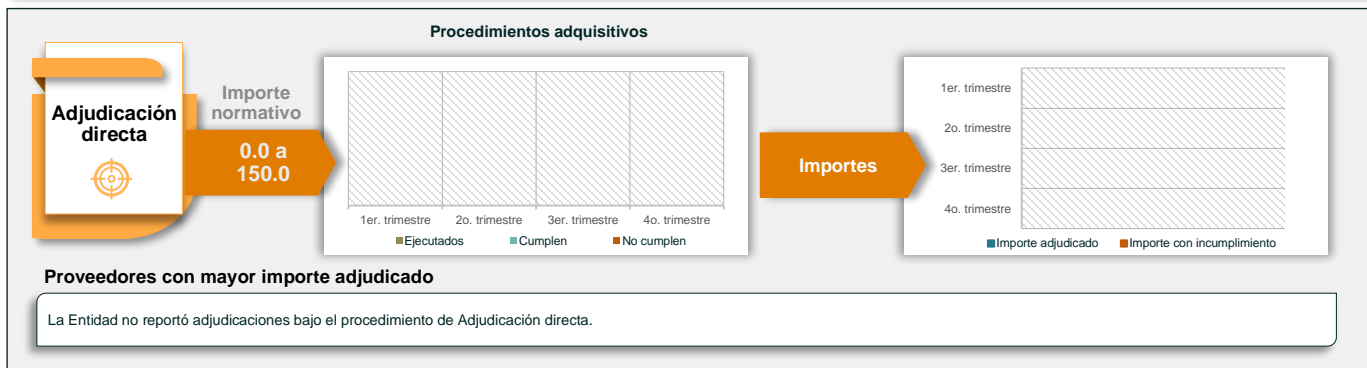 Procedimientos adquisitivos
Adjudicación
directa
Importe
normativo
0.0 a
150.0
1er. trimestre
2o. trimestre
3er. trimestre
4o. trimestre
Ejecutados
Cumplen
No cumplen
Importes
1er. trimestre
2o. trimestre
3er. trimestre
4o. trimestre
Importe adjudicado
Importe con incumplimiento
Proveedores con mayor importe adjudicado
La Entidad no reportó adjudicaciones bajo el procedimiento de Adjudicación directa.